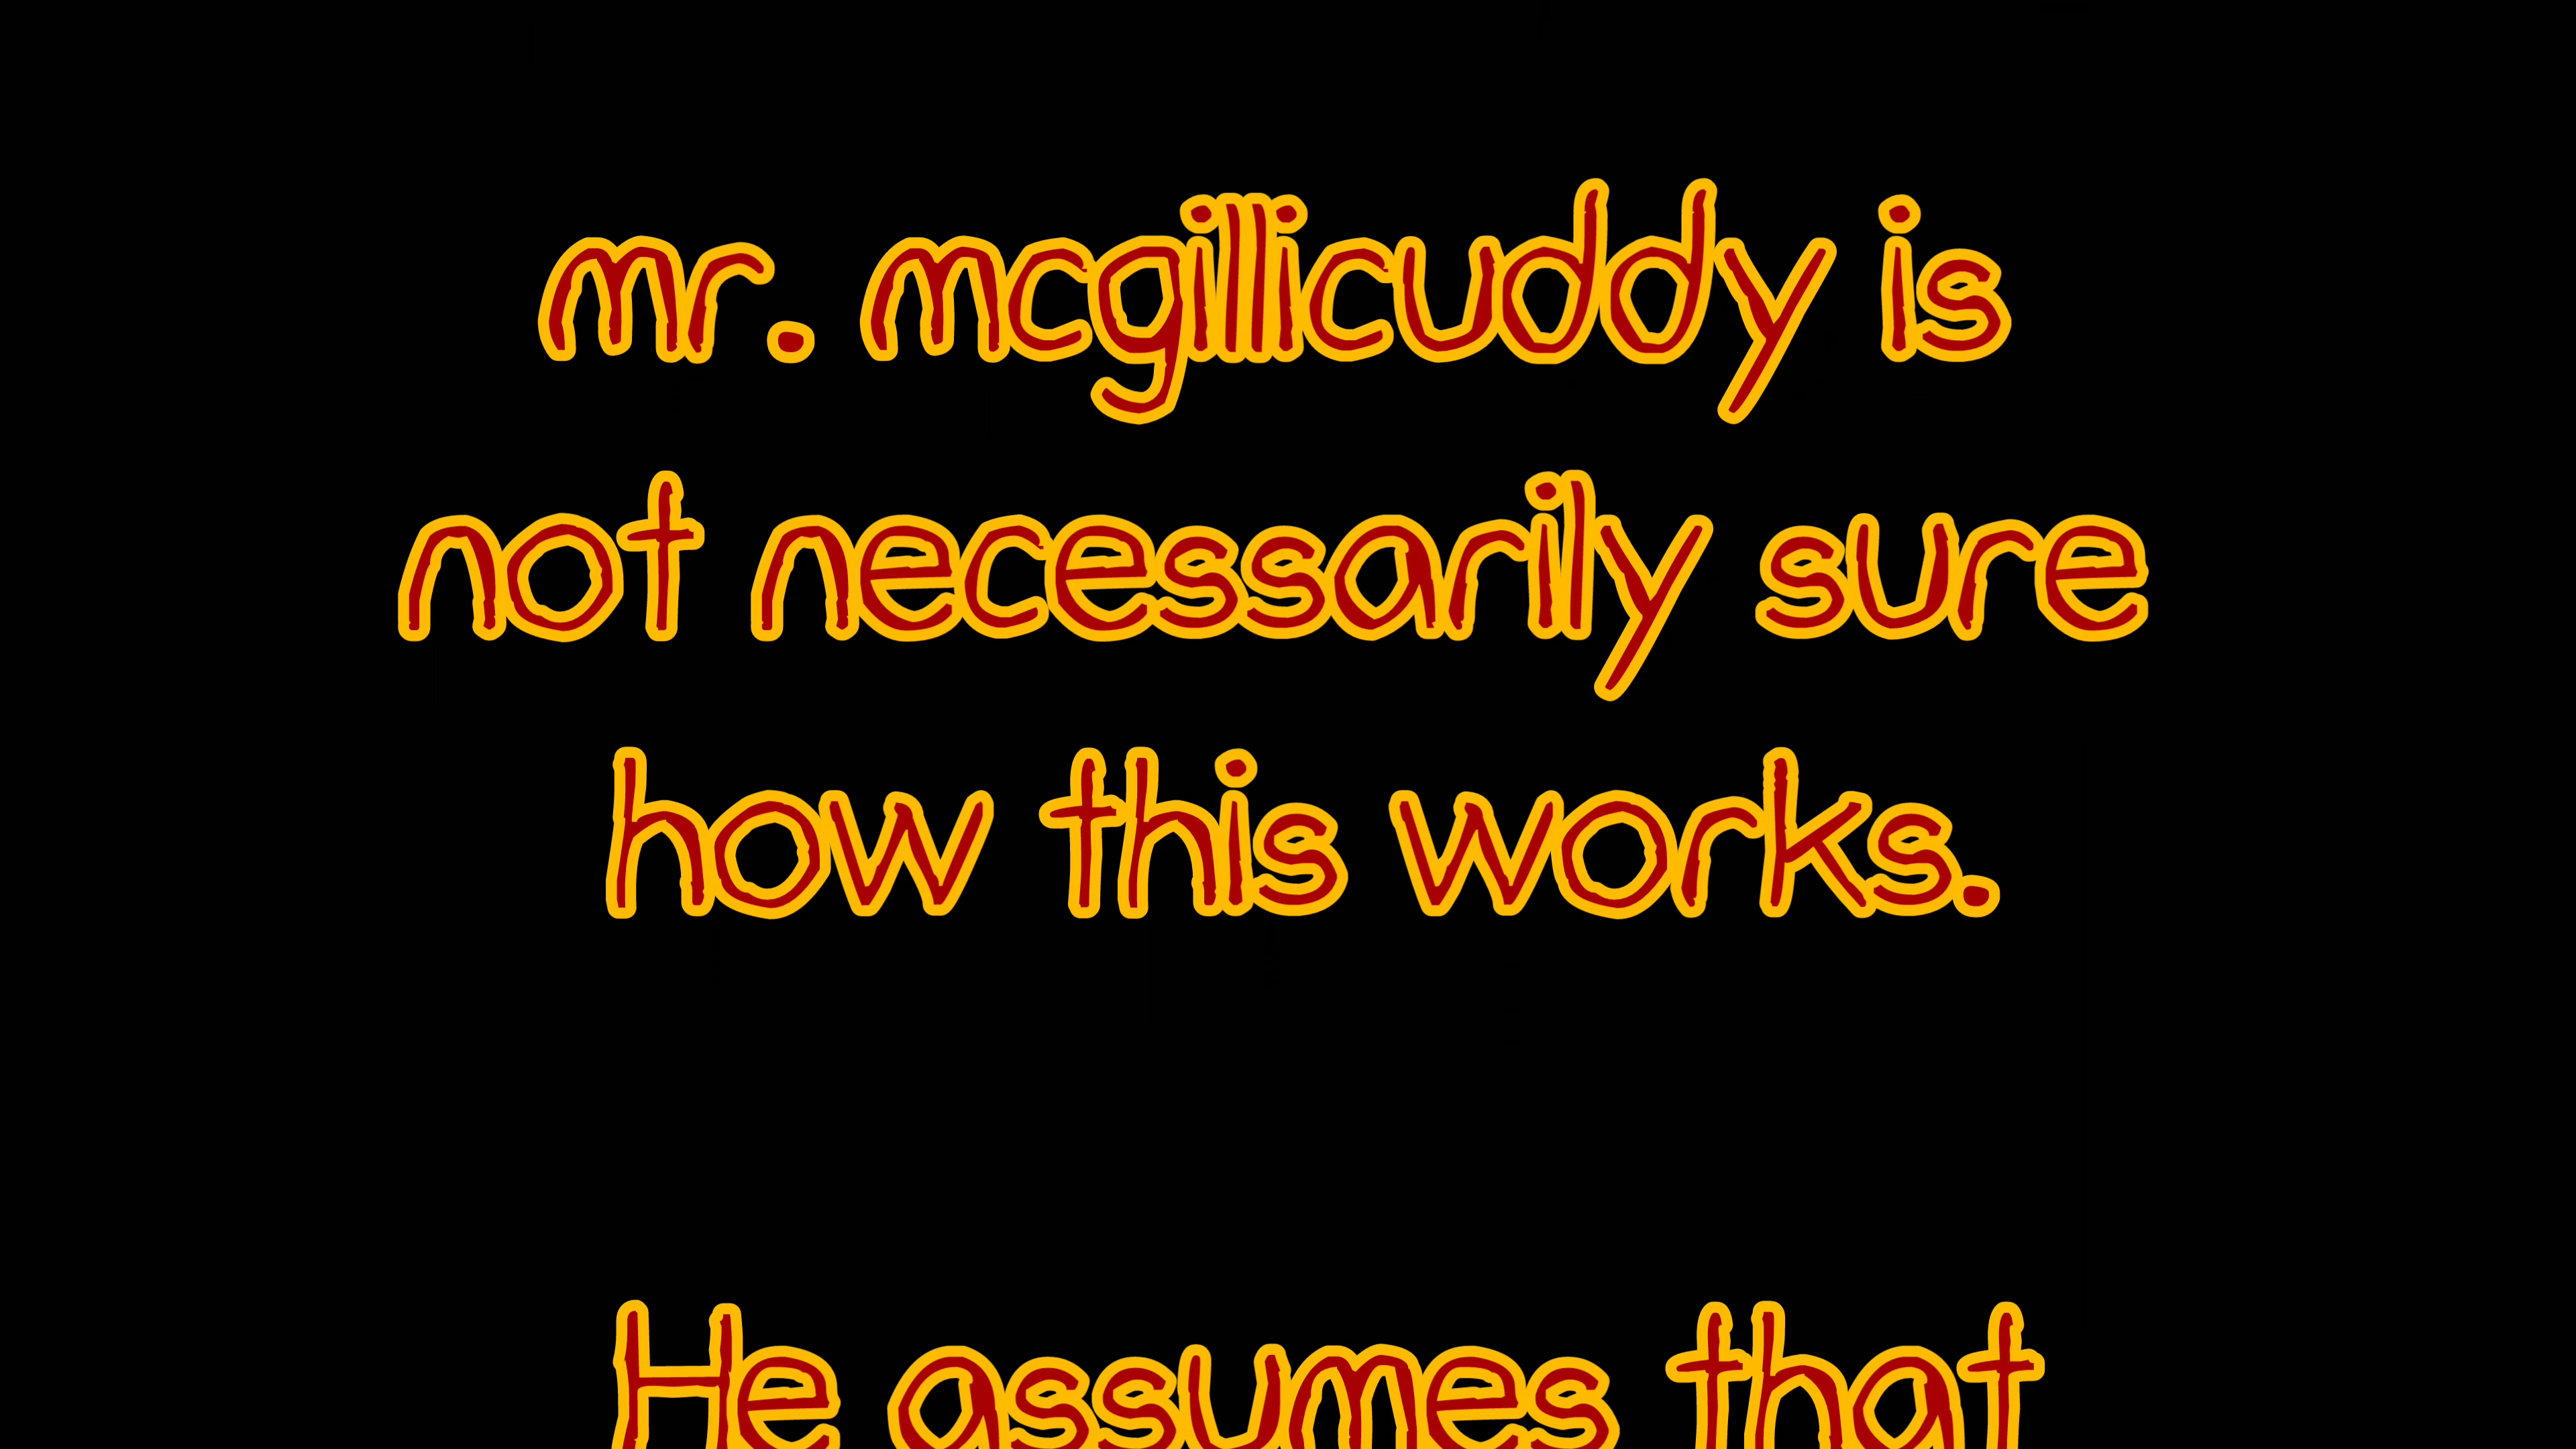 mr. mcgillicuddy is
not necessarily sure
how this works.
He assumes that